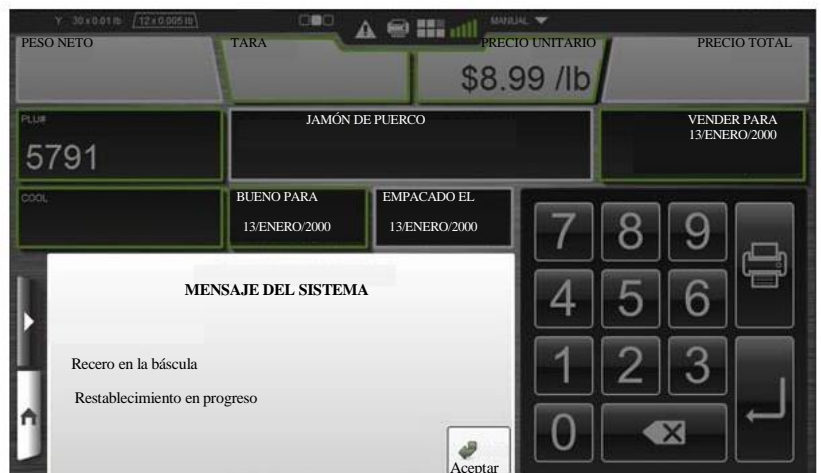 Y 30 x 0.01 lb 12 x 0.005 lb MANUAL
PESO NETO TARA PRECIO UNITARIO PRECIO TOTAL
$8.99 /lb
PLU# JAMÓN DE PUERCO VENDER PARA
13/ENERO/2000
5791
COOL BUENO PARA EMPACADO EL
13/ENERO/2000 13/ENERO/2000
7 8 9
MENSAJE DEL SISTEMA
4 5 6
Recero en la báscula
1 2 3
Restablecimiento en progreso
0
Aceptar